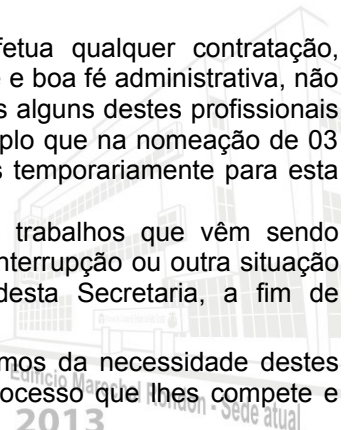 fetua qualquer contratação,
e boa fé administrativa, não
s alguns destes profissionais
plo que na nomeação de 03
s temporariamente para esta
trabalhos que vêm sendo
nterrupção ou outra situação
desta Secretaria, a fim de
mos da necessidade destes
Edifício Marechal Rondon - Sede atual
ocesso que lhes compete e
2013